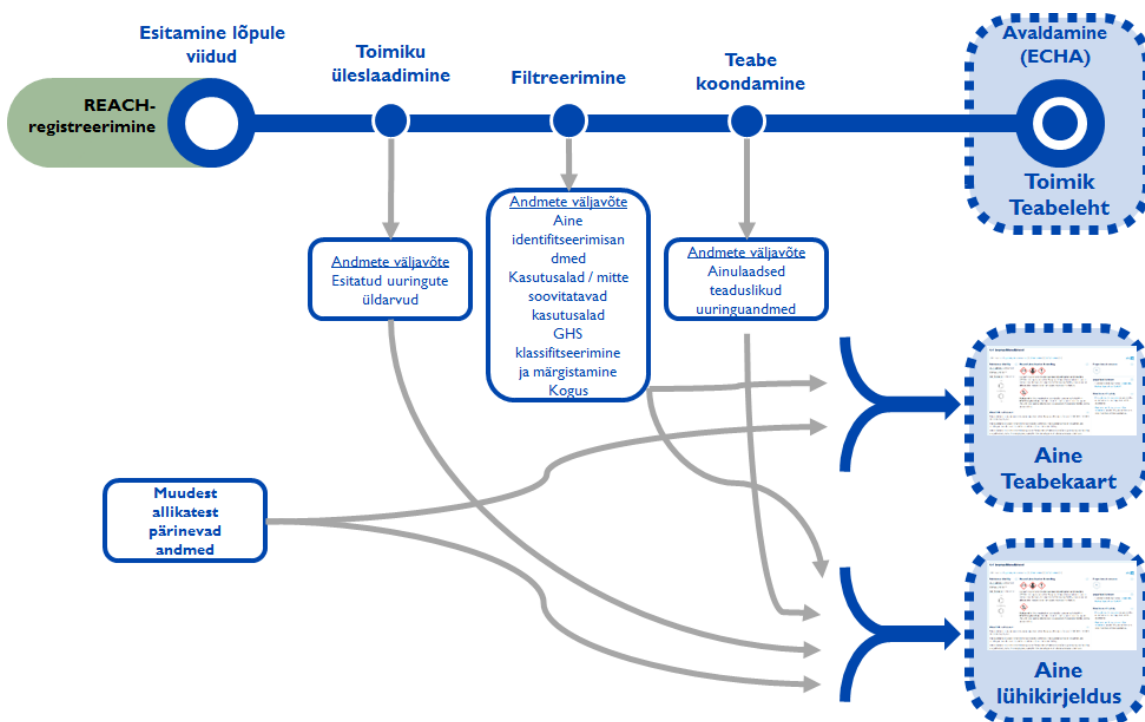 Esitamine lõpule
viidud
Toimiku
üleslaadimine
Filtreerimine
Teabe
koondamine
Avaldamine
(ECHA)
REACH-
registreerimine
Toimik
Teabeleht
Andmete väljavõte
Esitatud uuringute
üldarvud
Andmete väljavõte
Aine
identifitseerimisan
dmed
Kasutusalad / mitte
soovitatavad
kasutusalad
GHS
klassifitseerimine
ja märgistamine
Kogus
Andmete väljavõte
Ainulaadsed
teaduslikud
uuringuandmed
Muudest
allikatest
pärinevad
andmed
Aine
Teabekaart
Aine
lühikirjeldus